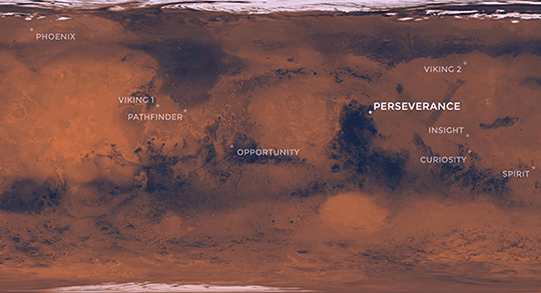 PHOENIX
VIKING 2
VIKING 1
PERSEVERANCE
PATHFINDER
INSIGHT
OPPORTUNITY
CURIOSITY
SPIRIT